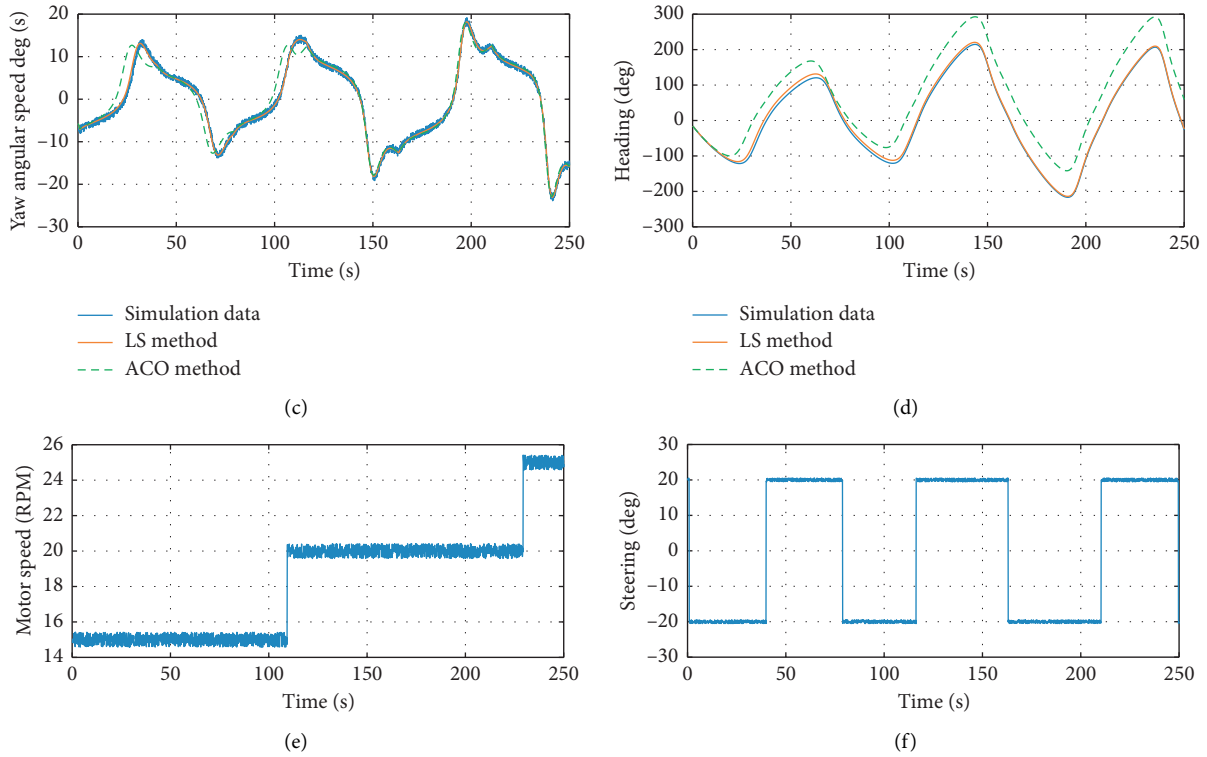 Yaw angular speed deg (s)
20
10
0
−10
−20
−30
0 50 100 150 200 250
Time (s)
Simulation data
LS method
ACO method
(c)
Heading (deg)
300
200
100
0
−100
−200
−300
0 50 100 150 200 250
Time (s)
Simulation data
LS method
ACO method
(d)
Motor speed (RPM)
26
24
22
20
18
16
14
0 50 100 150 200 250
Time (s)
(e)
Steering (deg)
30
20
10
0
−10
−20
−30
0 50 100 150 200 250
Time (s)
(f)